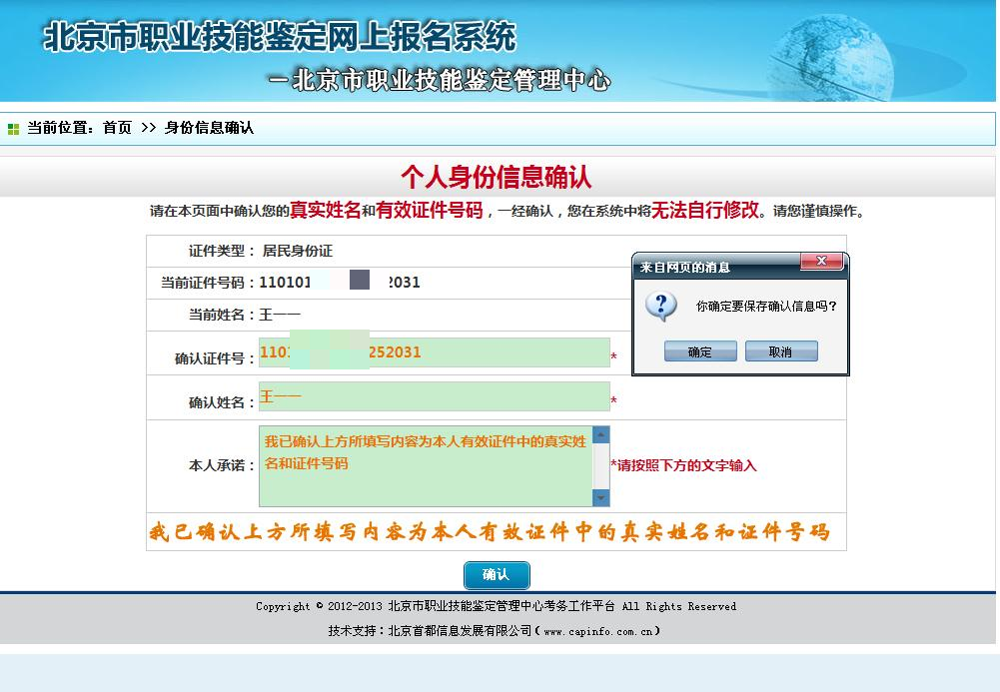 北京市职业技能鉴定网上报名系统
—北京市职业技能鉴定管理中心
当前位置：首页 >> 身份信息确认
个人身份信息确认
请在本页面中确认您的真实姓名和有效证件号码，一经确认，您在系统中将无法自行修改。请您谨慎操作。
证件类型：居民身份证
当前证件号码：110101 2031
当前姓名：王一一
确认证件号：110 252031 *
确认姓名：王一一 *
来自网页的消息
你确定要保存确认信息吗?
确定 取消
本人承诺：
我已确认上方所填写内容为本人有效证件中的真实姓
名和证件号码
*请按照下方的文字输入
我已确认上方所填写内容为本人有效证件中的真实姓名和证件号码
确认
Copyright © 2012-2013 北京市职业技能鉴定管理中心考务工作平台 All Rights Reserved
技术支持：北京首都信息发展有限公司（www.capinfo.com.cn）